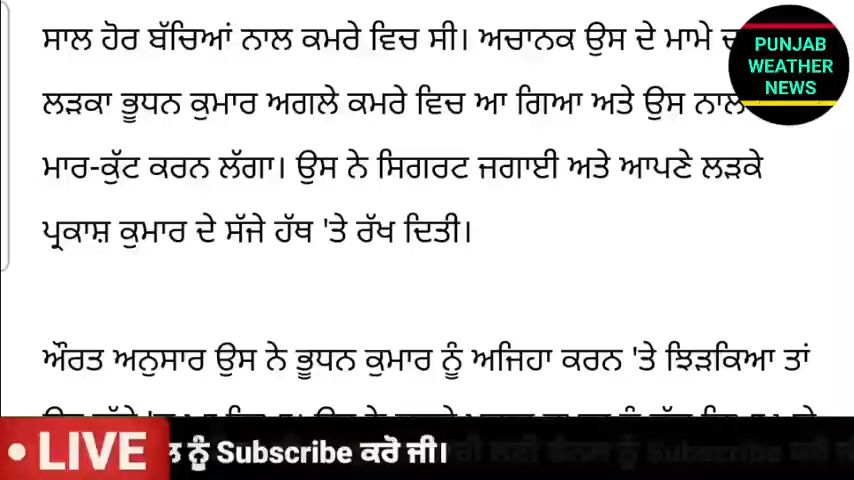 ਸਾਲ ਹੋਰ ਬੱਚਿਆਂ ਨਾਲ ਕਮਰੇ ਵਿਚ ਸੀ। ਅਚਾਨਕ ਉਸ ਦੇ ਮਾਮੇ
ਲੜਕਾ ਭੂਧਨ ਕੁਮਾਰ ਅਗਲੇ ਕਮਰੇ ਵਿਚ ਆ ਗਿਆ ਅਤੇ ਉਸ ਨਾਲ
ਮਾਰ-ਕੁੱਟ ਕਰਨ ਲੱਗਾ। ਉਸ ਨੇ ਸਿਗਰਟ ਜਗਾਈ ਅਤੇ ਆਪਣੇ ਲੜਕੇ
ਪ੍ਰਕਾਸ਼ ਕੁਮਾਰ ਦੇ ਸੱਜੇ ਹੱਥ 'ਤੇ ਰੱਖ ਦਿਤੀ।
ਔਰਤ ਅਨੁਸਾਰ ਉਸ ਨੇ ਭੂਧਨ ਕੁਮਾਰ ਨੂੰ ਅਜਿਹਾ ਕਰਨ 'ਤੇ ਝਿੜਕਿਆ ਤਾਂ
PUNJAB
WEATHER
NEWS
LIVE
ਨੂੰ Subscribe ਕਰੋ ਜੀ।